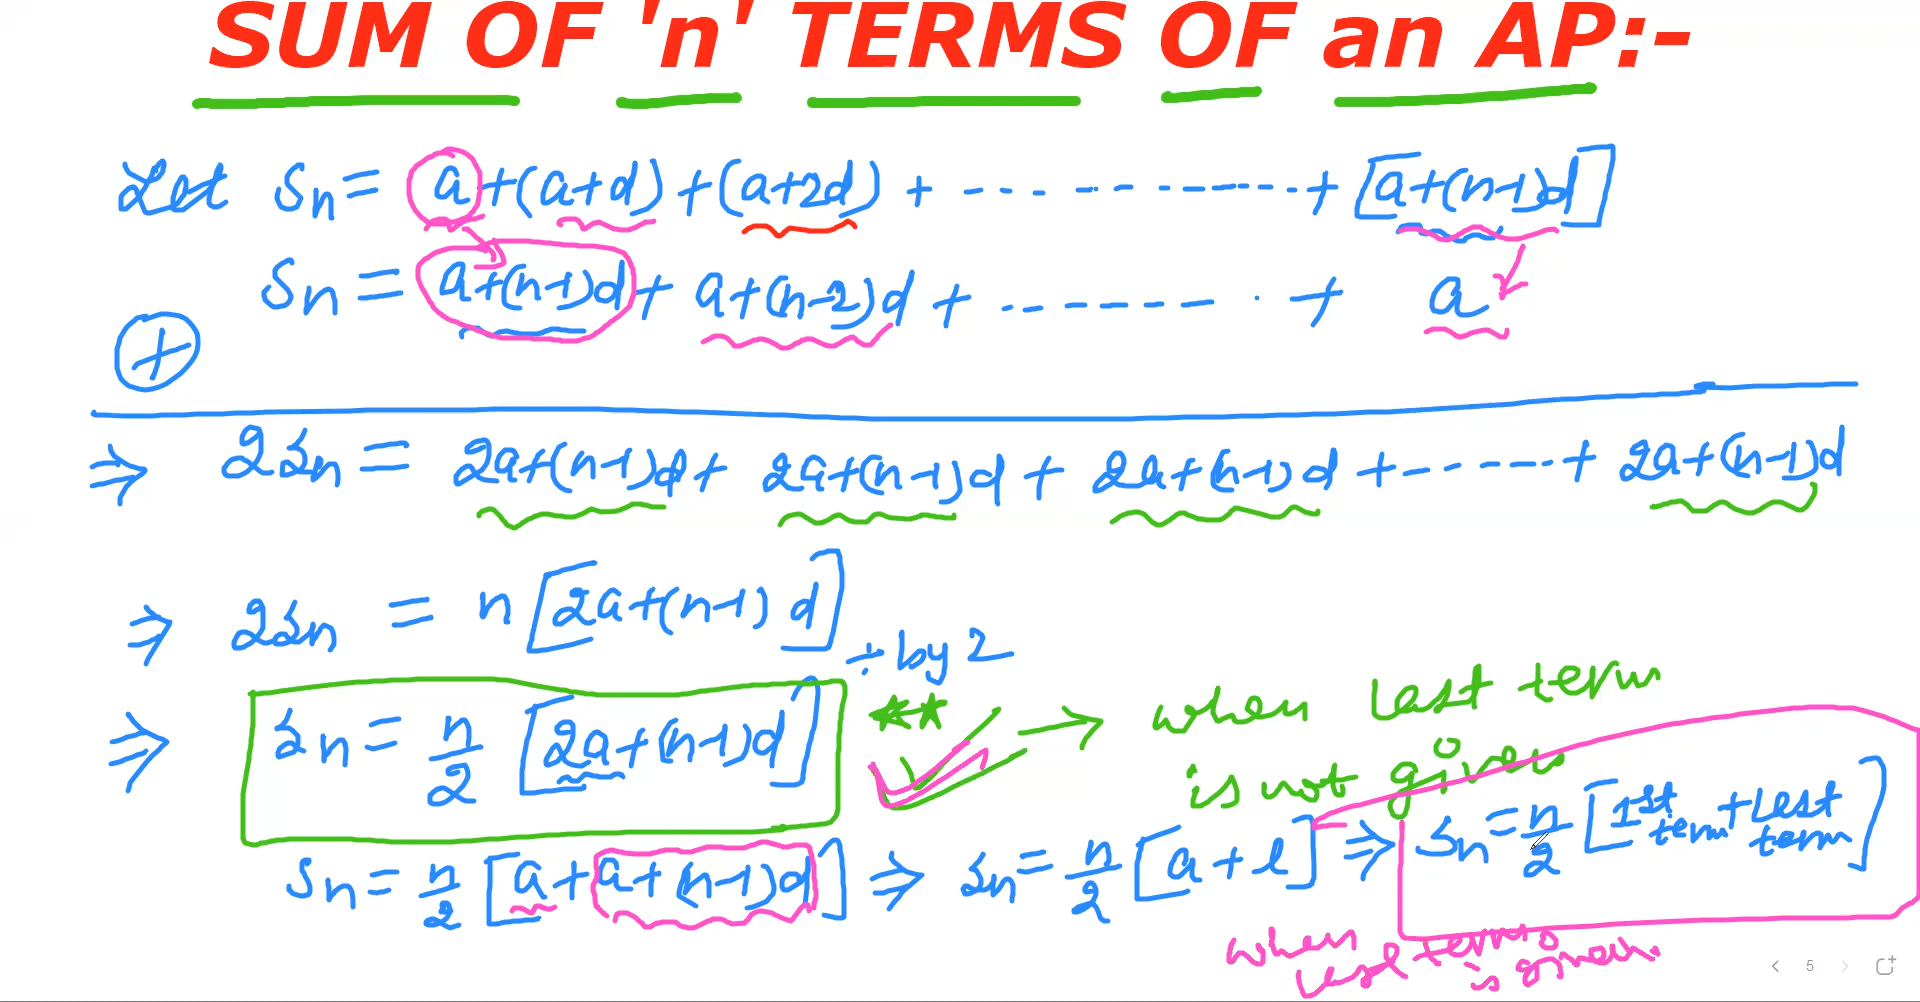 SUM OF 'n' TERMS OF an AP:-
Let Sn = a + (a+d) + (a+2d) + - - - - - - - - - - + [a+(n-1)d]
Sn = a+(n-1)d + a+(n-2)d + - - - - - - - · + a
+
⇒ 2Sn = 2a+(n-1)d + 2a+(n-1)d + 2a+(n-1)d + - - - - - + 2a+(n-1)d
⇒ 2Sn = n[2a+(n-1)d]
÷ by 2
⇒ Sn = n/2 [2a+(n-1)d] ** → when last term
is not given
Sn = n/2 [a + a+(n-1)d] ⇒ Sn = n/2 [a+l] ⇒ Sn = n/2 [1st term + Last term]
when
last term
is given.
5